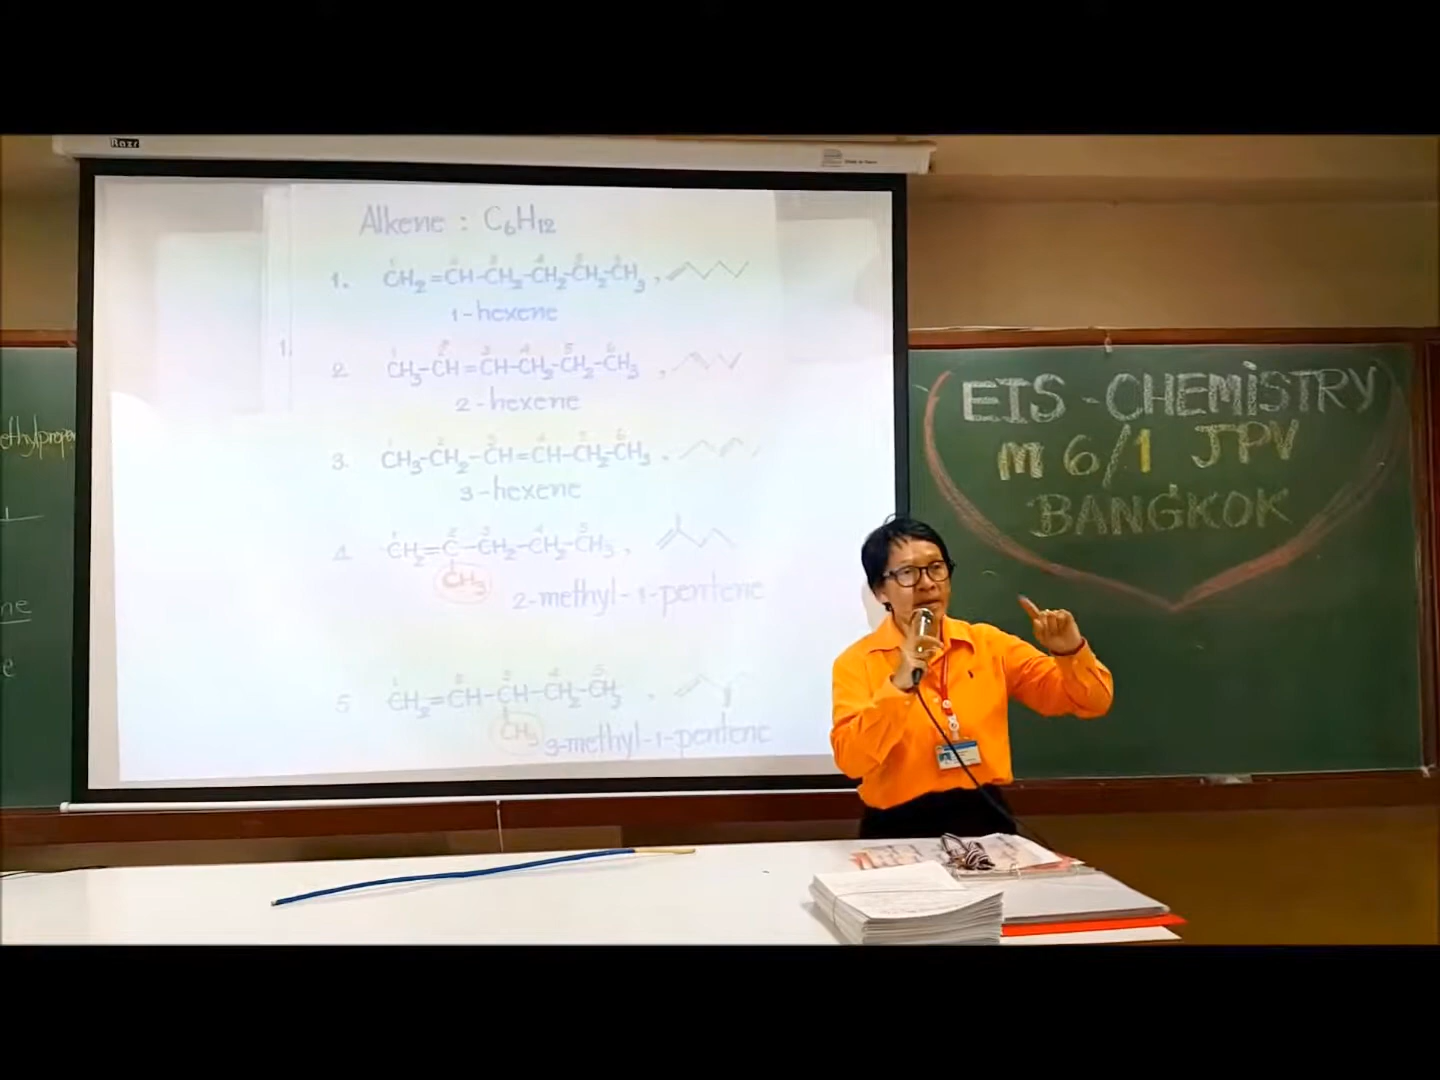 Alkene : C₆H₁₂
1. CH₂=CH-CH₂-CH₂-CH₂-CH₃ ,
1-hexene
1.
2 CH₃-CH=CH-CH₂-CH₂-CH₃ ,
2-hexene
3. CH₃-CH₂-CH=CH-CH₂-CH₃ ,
3-hexene
4. CH₂=C-CH₂-CH₂-CH₃ ,
CH₃
2-methyl-1-pentene
5 CH₂=CH-CH-CH₂-CH₃ ,
CH₃
3-methyl-1-pentene
EIS-CHEMiSTRY
M 6/1 JPV
BANGKOK